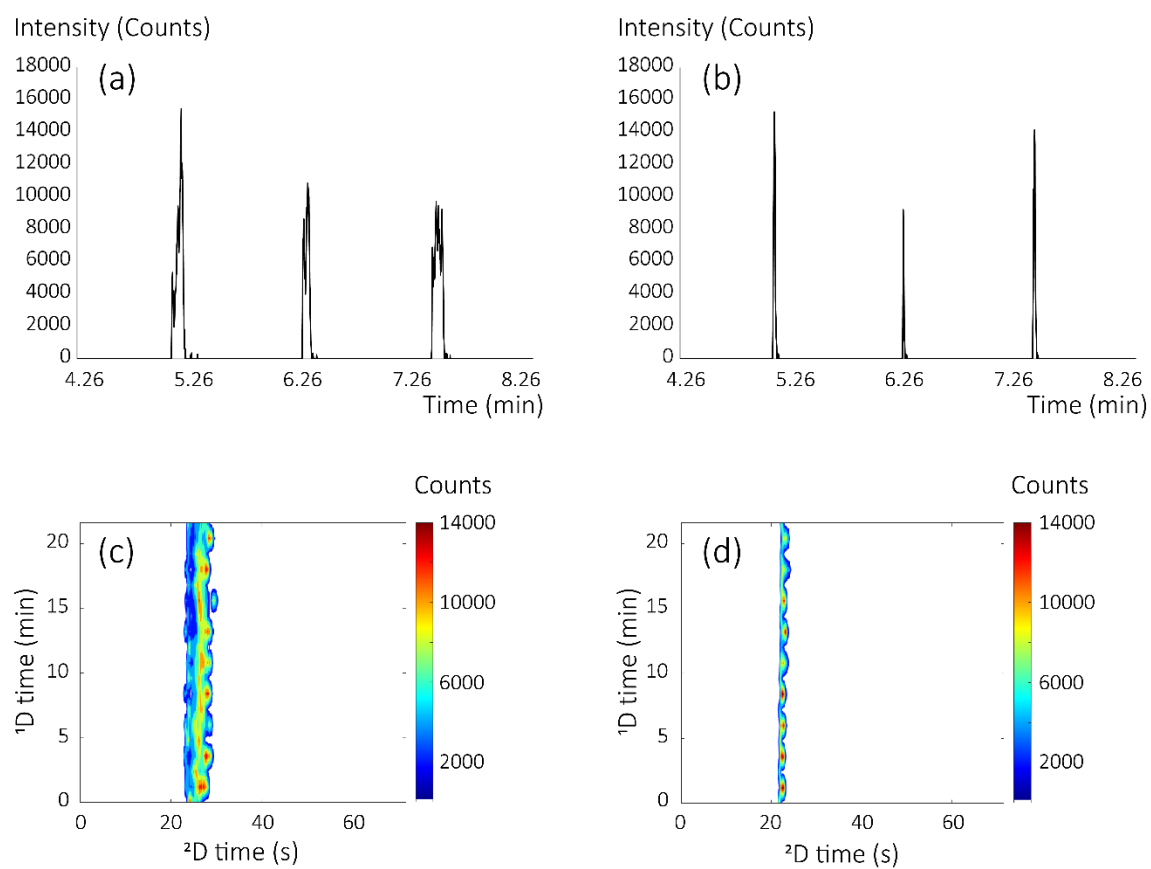 Intensity (Counts)
18000
16000
14000
12000
10000
8000
6000
4000
2000
0
(a)
4.26 5.26 6.26 7.26 8.26
Time (min)
Intensity (Counts)
18000
16000
14000
12000
10000
8000
6000
4000
2000
0
(b)
4.26 5.26 6.26 7.26 8.26
Time (min)
Counts
14000
10000
6000
2000
(c)
¹D time (min)
20
15
10
5
0
0 20 40 60
²D time (s)
Counts
14000
10000
6000
2000
(d)
¹D time (min)
20
15
10
5
0
0 20 40 60
²D time (s)